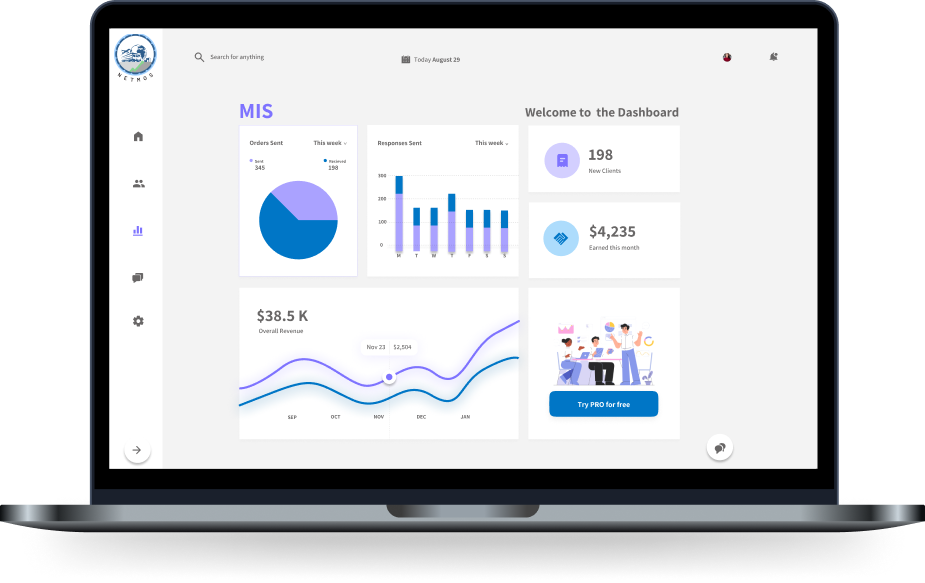 NETMOS
Search for anything
Today August 29
MIS
Welcome to the Dashboard
Orders Sent
This week
Sent
345
Recieved
198
Responses Sent
This week
300
200
100
0
M T W T F S S
198
New Clients
$4,235
Earned this month
$38.5 K
Overall Revenue
Nov 23 $2,504
SEP OCT NOV DEC JAN
Try PRO for free